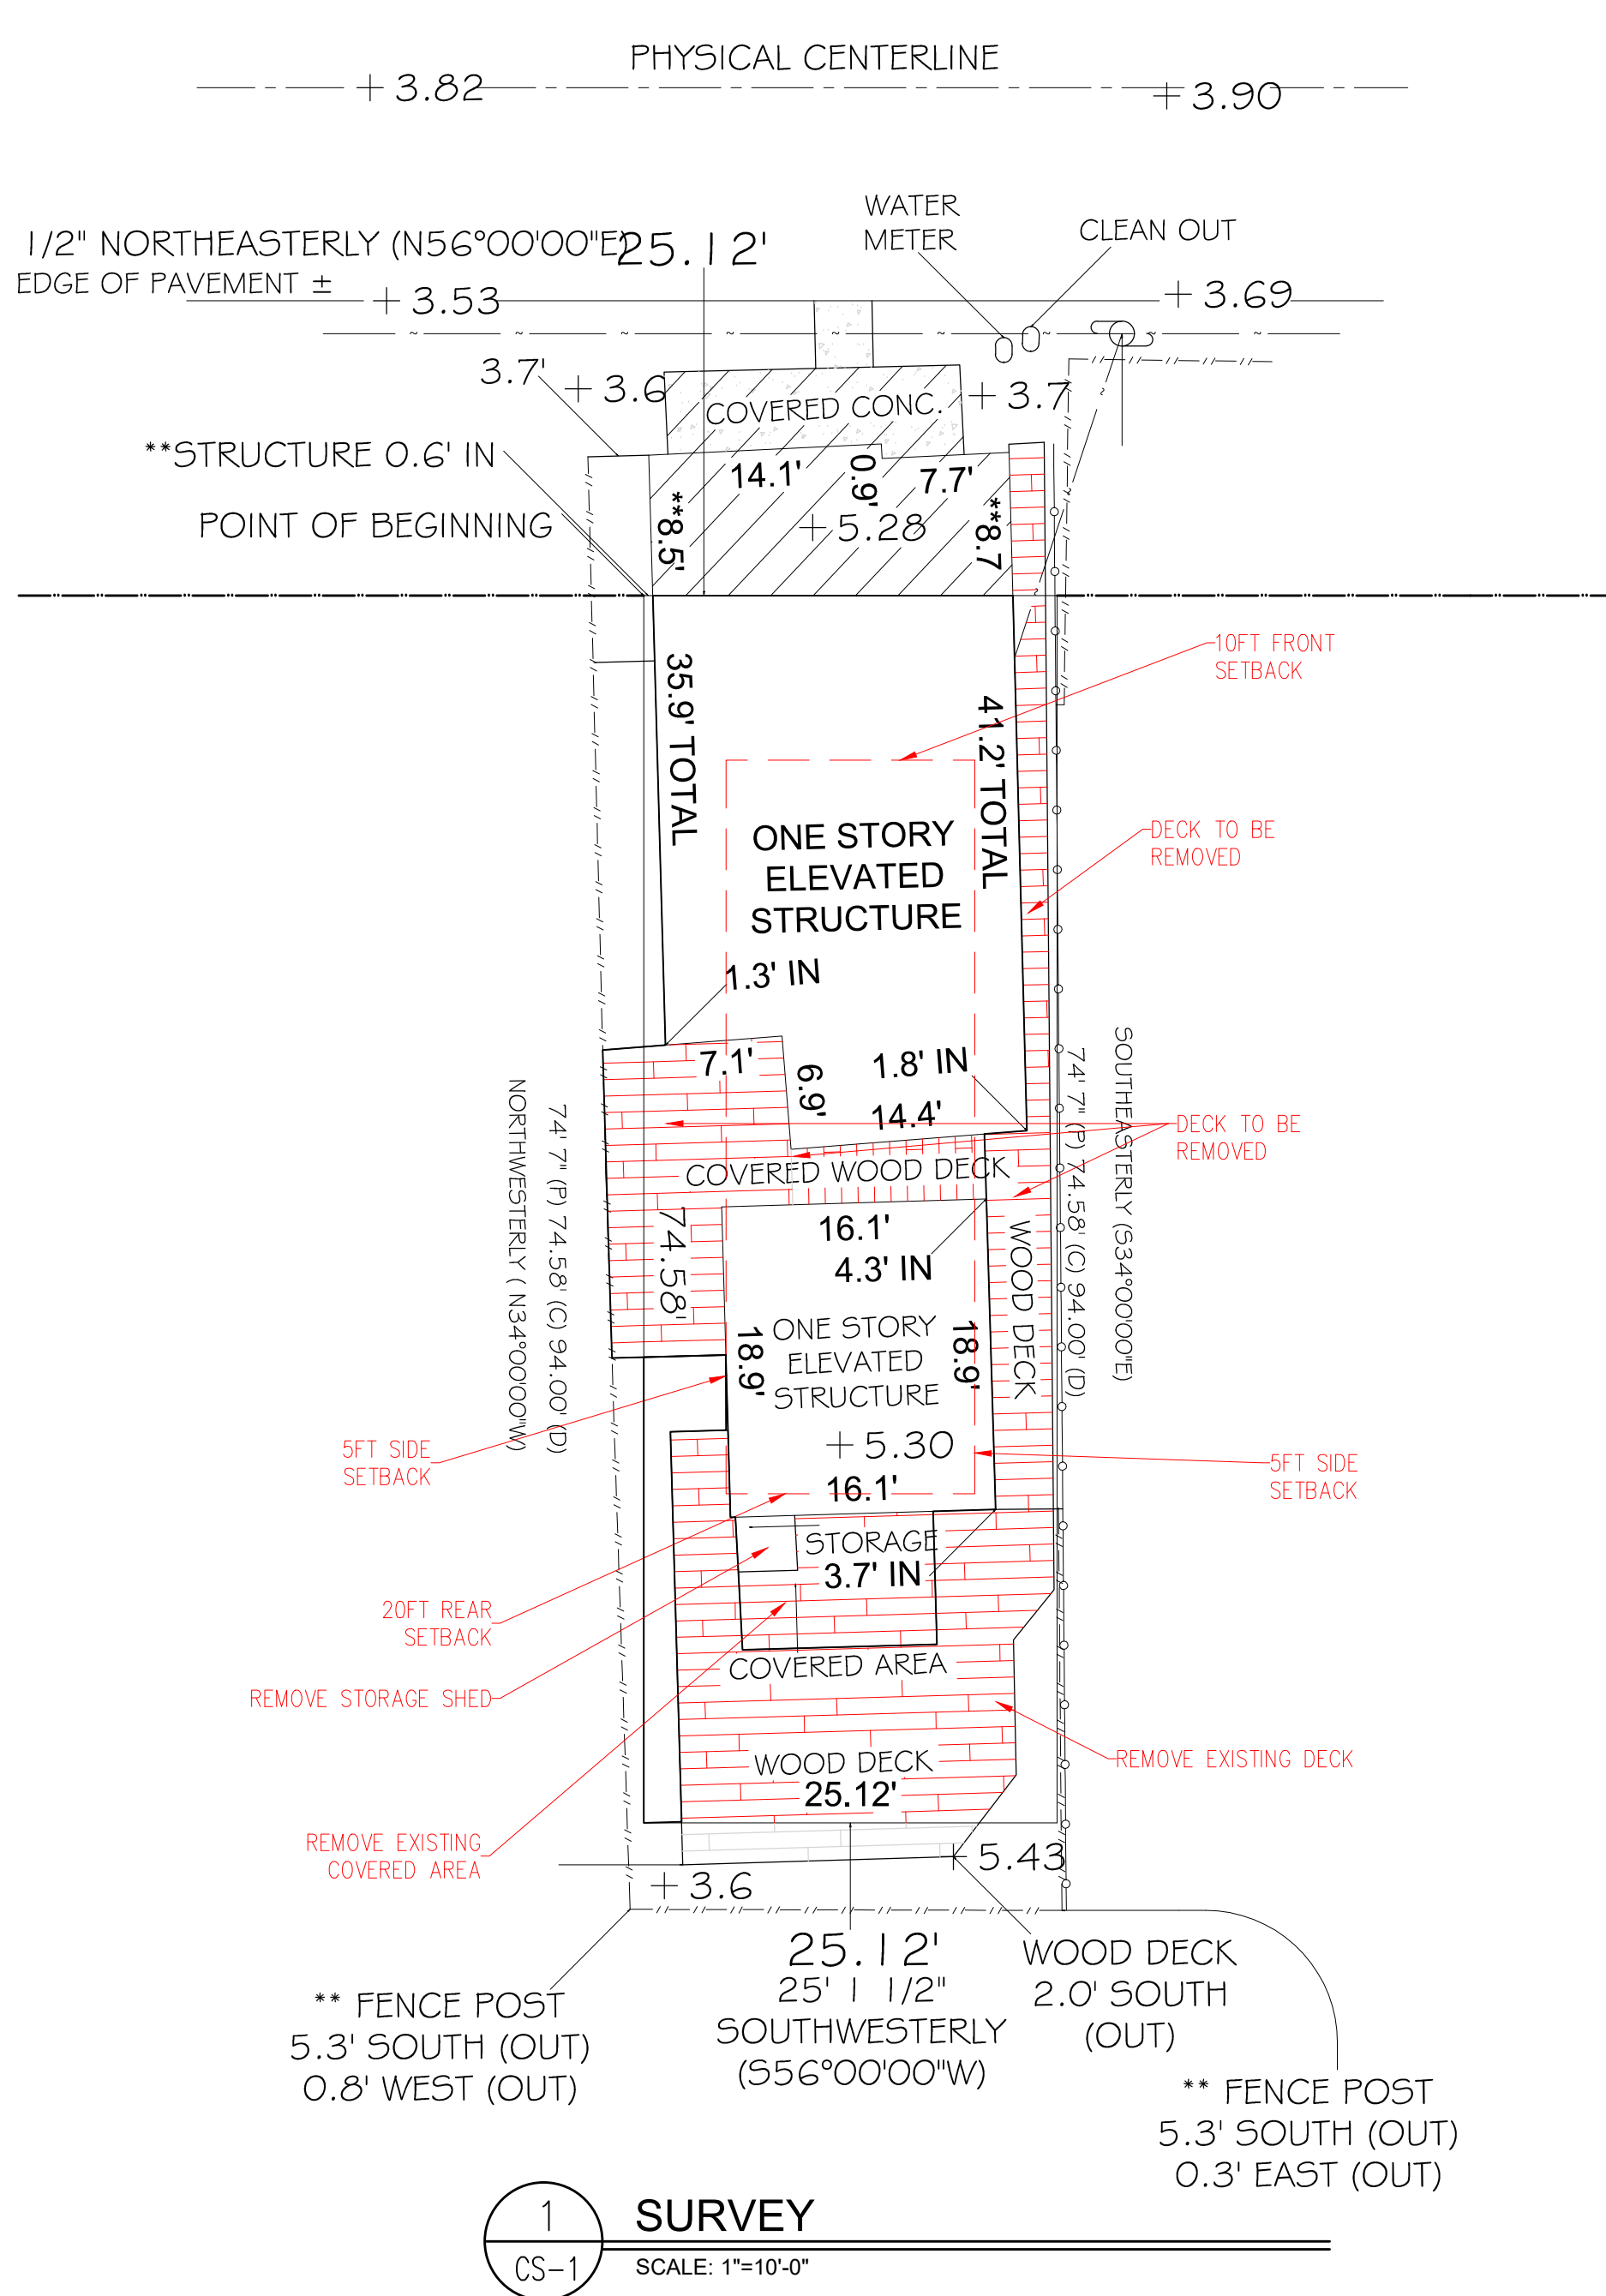 PHYSICAL CENTERLINE
+ 3.82
+ 3.90
WATER
METER
CLEAN OUT
1/2" NORTHEASTERLY (N56°00'00"E)
25.12'
EDGE OF PAVEMENT ±
+ 3.53
+ 3.69
3.7'
+ 3.6
COVERED CONC.
+ 3.7
**STRUCTURE 0.6' IN
14.1'
0.9'
7.7'
**8.5'
**8.7
POINT OF BEGINNING
+ 5.28
10FT FRONT
SETBACK
35.9' TOTAL
41.2' TOTAL
ONE STORY
ELEVATED
STRUCTURE
DECK TO BE
REMOVED
1.3' IN
7.1'
6.9'
1.8' IN
14.4'
DECK TO BE
REMOVED
COVERED WOOD DECK
NORTHWESTERLY ( N34°00'00"W)
74' 7" (P) 74.58' (C) 94.00' (D)
74.58'
16.1'
4.3' IN
WOOD DECK
74' 7" (P) 74.58' (C) 94.00' (D)
SOUTHEASTERLY (S34°00'00"E)
18.9'
ONE STORY
ELEVATED
STRUCTURE
18.9'
+ 5.30
16.1'
5FT SIDE
SETBACK
5FT SIDE
SETBACK
STORAGE
3.7' IN
20FT REAR
SETBACK
COVERED AREA
REMOVE STORAGE SHED
WOOD DECK
25.12'
REMOVE EXISTING DECK
REMOVE EXISTING
COVERED AREA
+ 3.6
+ 5.43
25.12'
25' 1 1/2"
SOUTHWESTERLY
(S56°00'00"W)
WOOD DECK
2.0' SOUTH
(OUT)
** FENCE POST
5.3' SOUTH (OUT)
0.8' WEST (OUT)
** FENCE POST
5.3' SOUTH (OUT)
0.3' EAST (OUT)
1
CS-1
SURVEY
SCALE: 1"=10'-0"